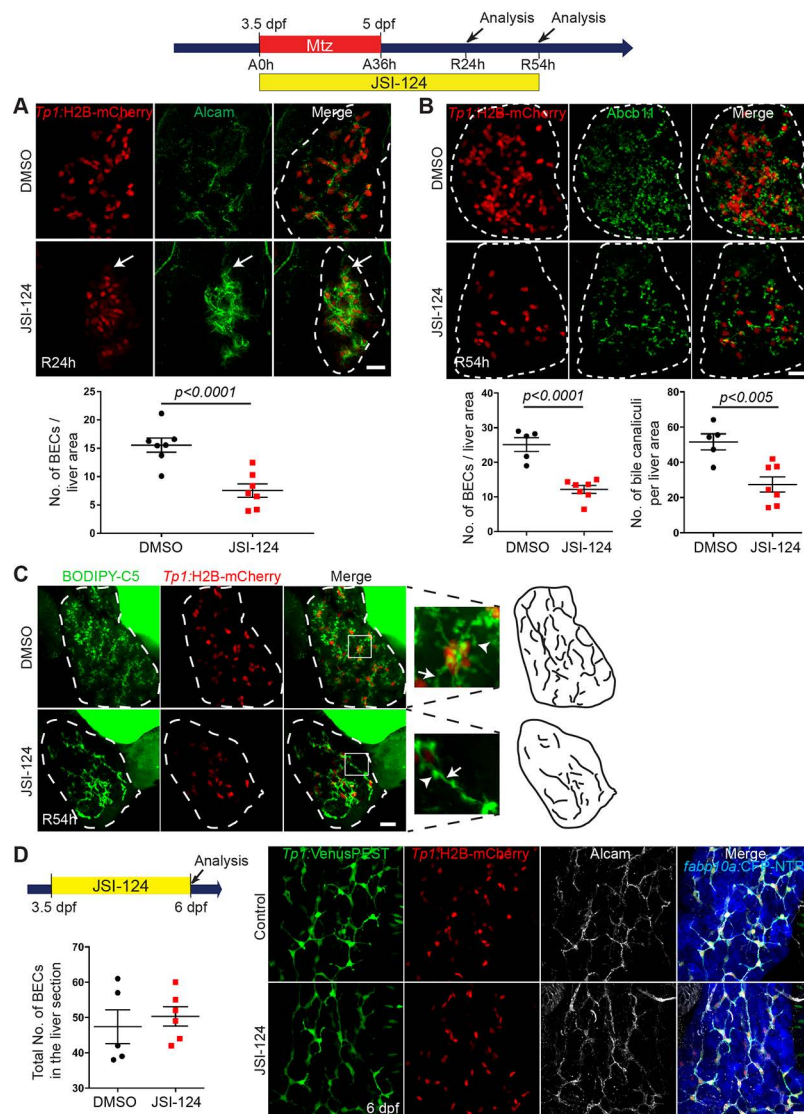 3.5 dpf 5 dpf Analysis Analysis
Mtz
A0h A36h R24h R54h
JSI-124
A
Tp1:H2B-mCherry Alcam Merge
DMSO
JSI-124
R24h
p<0.0001
No. of BECs /
liver area
25
20
15
10
5
0
DMSO JSI-124
B
Tp1:H2B-mCherry Abcb11 Merge
DMSO
JSI-124
R54h
p<0.0001
No. of BECs / liver area
40
30
20
10
0
DMSO JSI-124
p<0.005
No. of bile canaliculi
per liver area
80
60
40
20
0
DMSO JSI-124
C
BODIPY-C5 Tp1:H2B-mCherry Merge
DMSO
JSI-124
R54h
D
Analysis
JSI-124
3.5 dpf 6 dpf
Total No. of BECs
in the liver section
70
60
50
40
30
DMSO JSI-124
Tp1:VenusPEST Tp1:H2B-mCherry Alcam Merge
fabp10a:CFP-NTR
Control
JSI-124
6 dpf